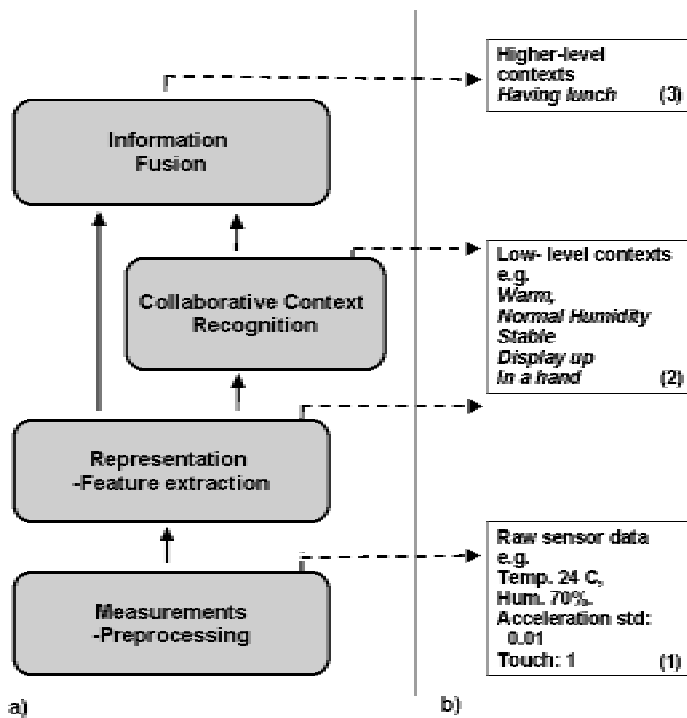 Information
Fusion
Collaborative Context
Recognition
Representation
-Feature extraction
Measurements
-Preprocessing
a)
Higher-level
contexts
Having lunch (3)
Low- level contexts
e.g.
Warm,
Normal Humidity
Stable
Display up
In a hand (2)
Raw sensor data
e.g.
Temp. 24 C,
Hum. 70%.
Acceleration std:
0.01
Touch: 1 (1)
b)